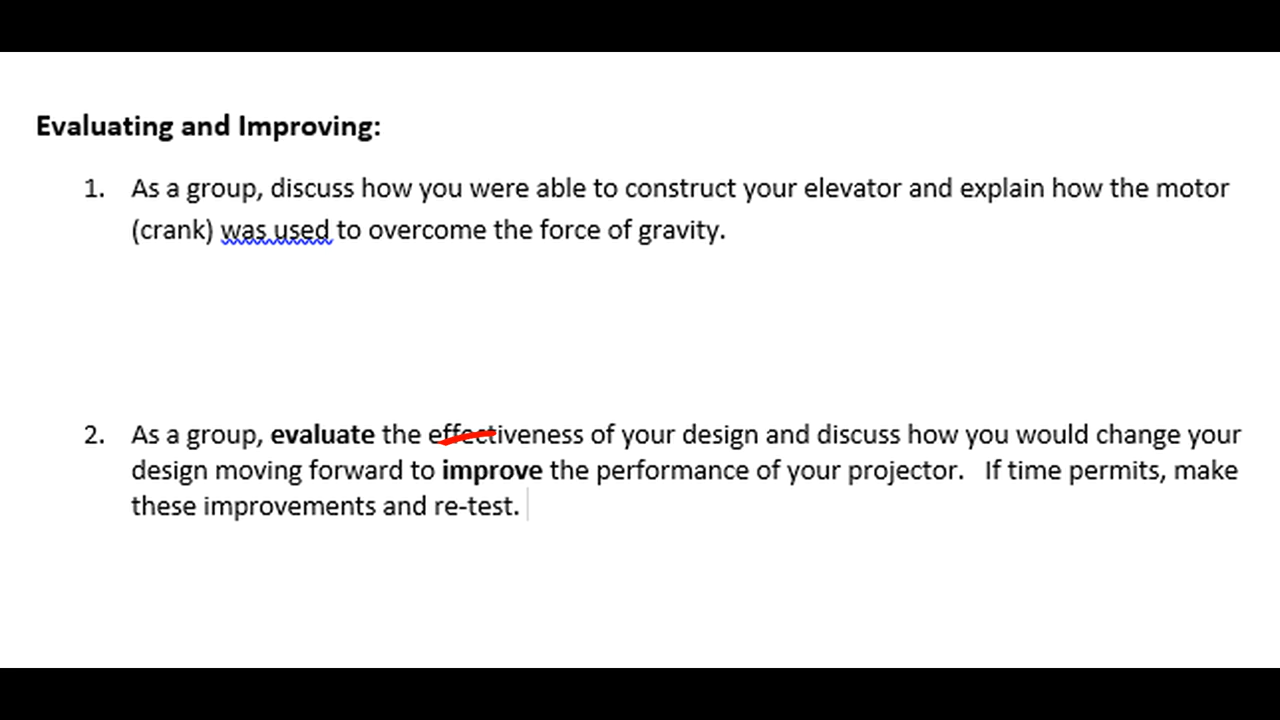 Evaluating and Improving:
1. As a group, discuss how you were able to construct your elevator and explain how the motor
(crank) was used to overcome the force of gravity.
2. As a group, evaluate the effectiveness of your design and discuss how you would change your
design moving forward to improve the performance of your projector. If time permits, make
these improvements and re-test.